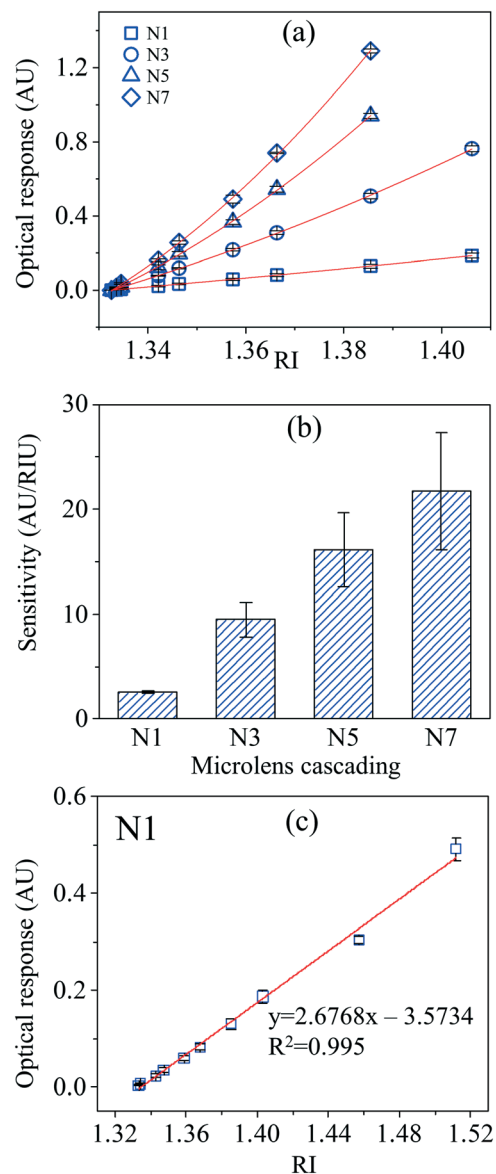 (a)
N1
N3
N5
N7
Optical response (AU)
1.2
0.8
0.4
0.0
1.34 1.36 1.38 1.40
RI
(b)
Sensitivity (AU/RIU)
30
20
10
0
N1 N3 N5 N7
Microlens cascading
N1 (c)
Optical response (AU)
0.6
0.4
0.2
0.0
y=2.6768x – 3.5734
R²=0.995
1.32 1.36 1.40 1.44 1.48 1.52
RI